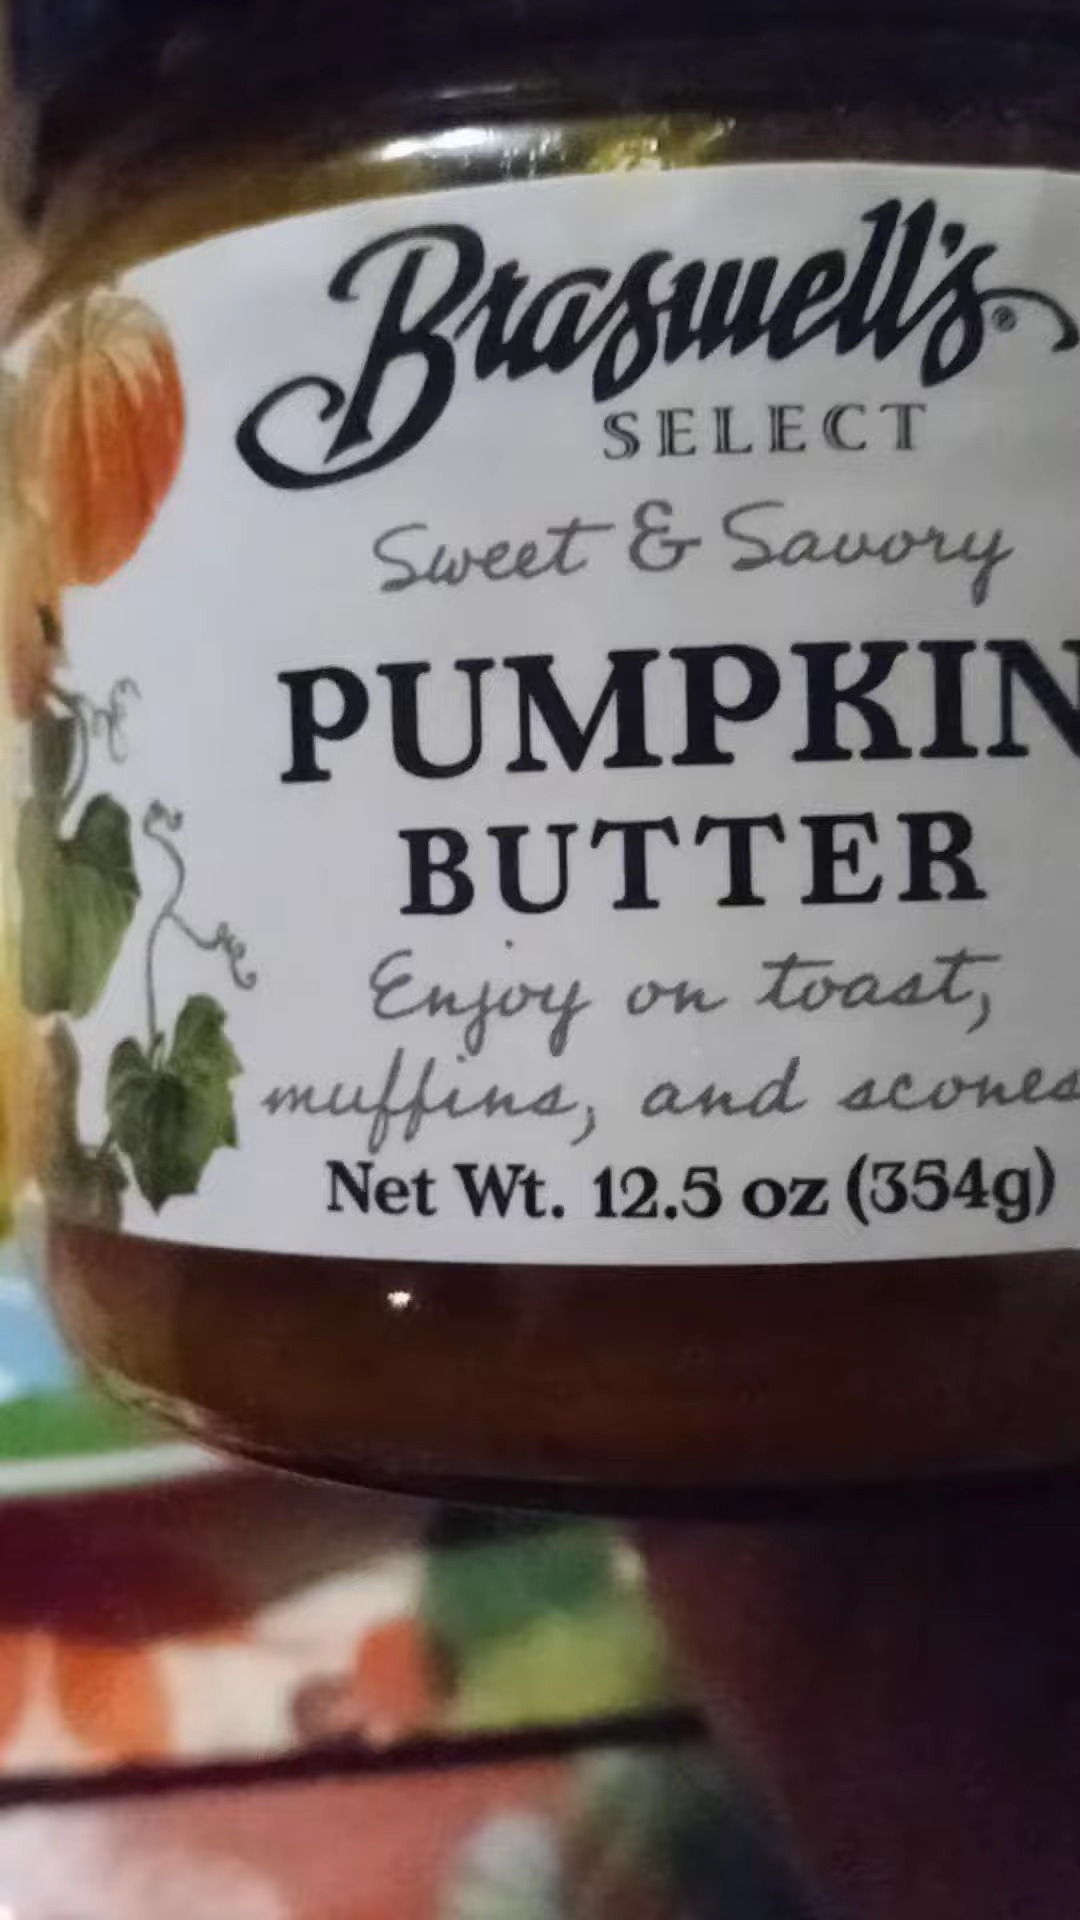 Braswell's®
SELECT
Sweet & Savory
PUMPKIN
BUTTER
Enjoy on toast,
muffins, and scones
Net Wt. 12.5 oz (354g)